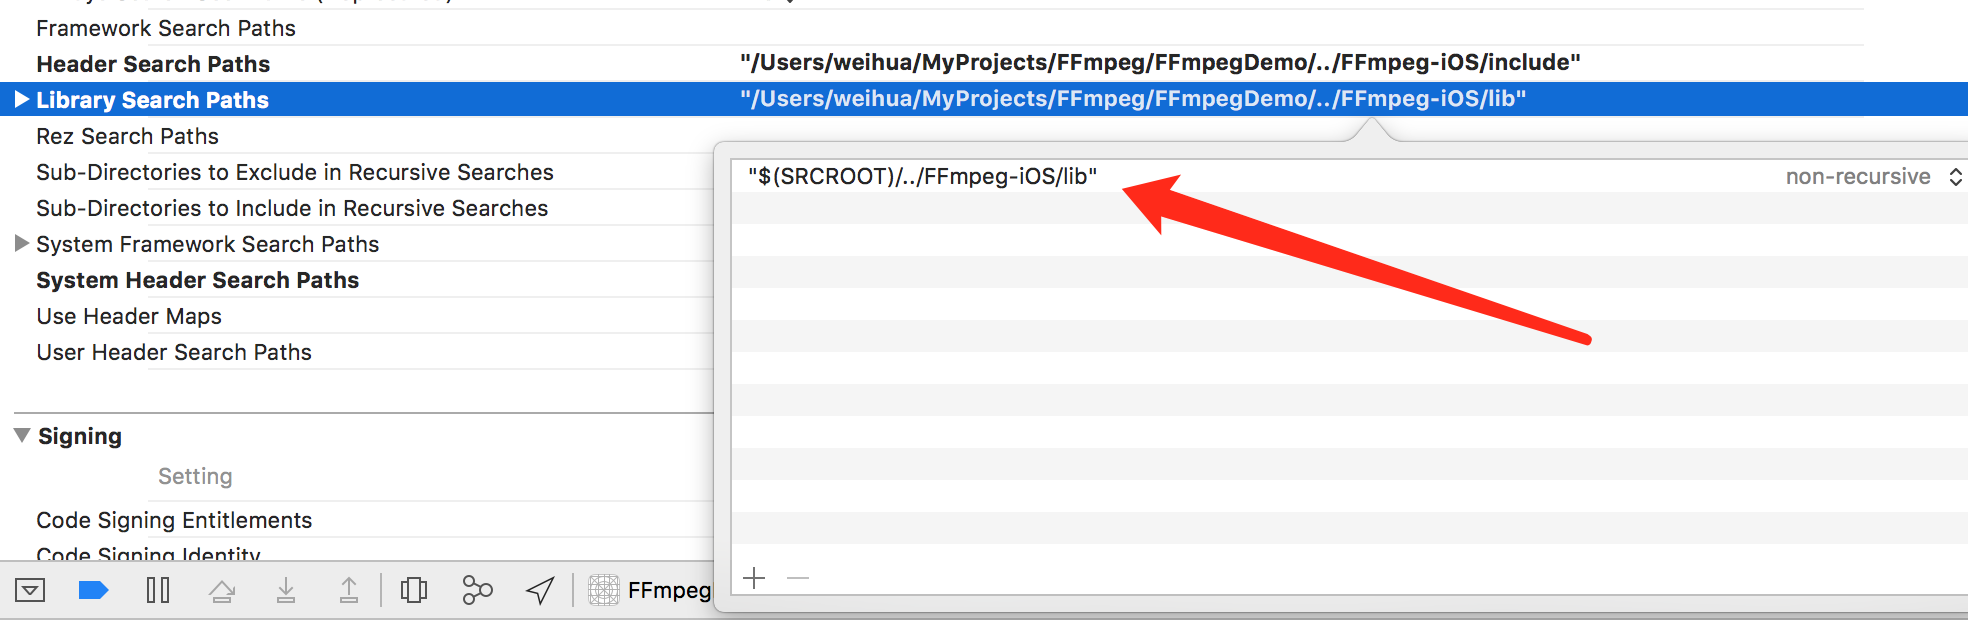 Framework Search Paths
Header Search Paths "/Users/weihua/MyProjects/FFmpeg/FFmpegDemo/../FFmpeg-iOS/include"
Library Search Paths "/Users/weihua/MyProjects/FFmpeg/FFmpegDemo/../FFmpeg-iOS/lib"
Rez Search Paths
"$(SRCROOT)/../FFmpeg-iOS/lib" non-recursive
Sub-Directories to Exclude in Recursive Searches
Sub-Directories to Include in Recursive Searches
System Framework Search Paths
System Header Search Paths
Use Header Maps
User Header Search Paths
Signing
Setting
Code Signing Entitlements
Code Signing Identity
FFmpeg